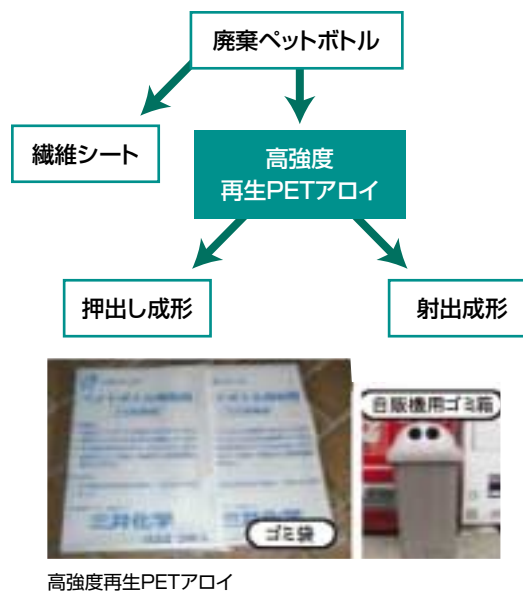 廃棄ペットボトル
繊維シート
高強度
再生PETアロイ
押出し成形
射出成形
自販機用ゴミ箱
三井化学
ゴミ袋
高強度再生PETアロイ